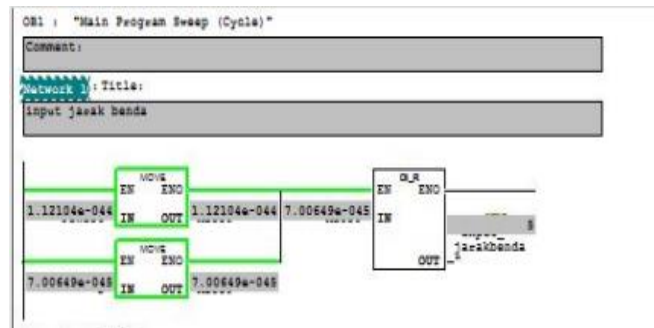 OB1 : "Main Program Sweep (Cycle)"
Comment:
Network 1: Title:
input jarak benda
MOVE
EN ENO
1.12104e-044 IN OUT 1.12104e-044
DI_R
EN ENO
7.00649e-045 IN
OUT
jarakbenda
MOVE
EN ENO
7.00649e-045 IN OUT 7.00649e-045